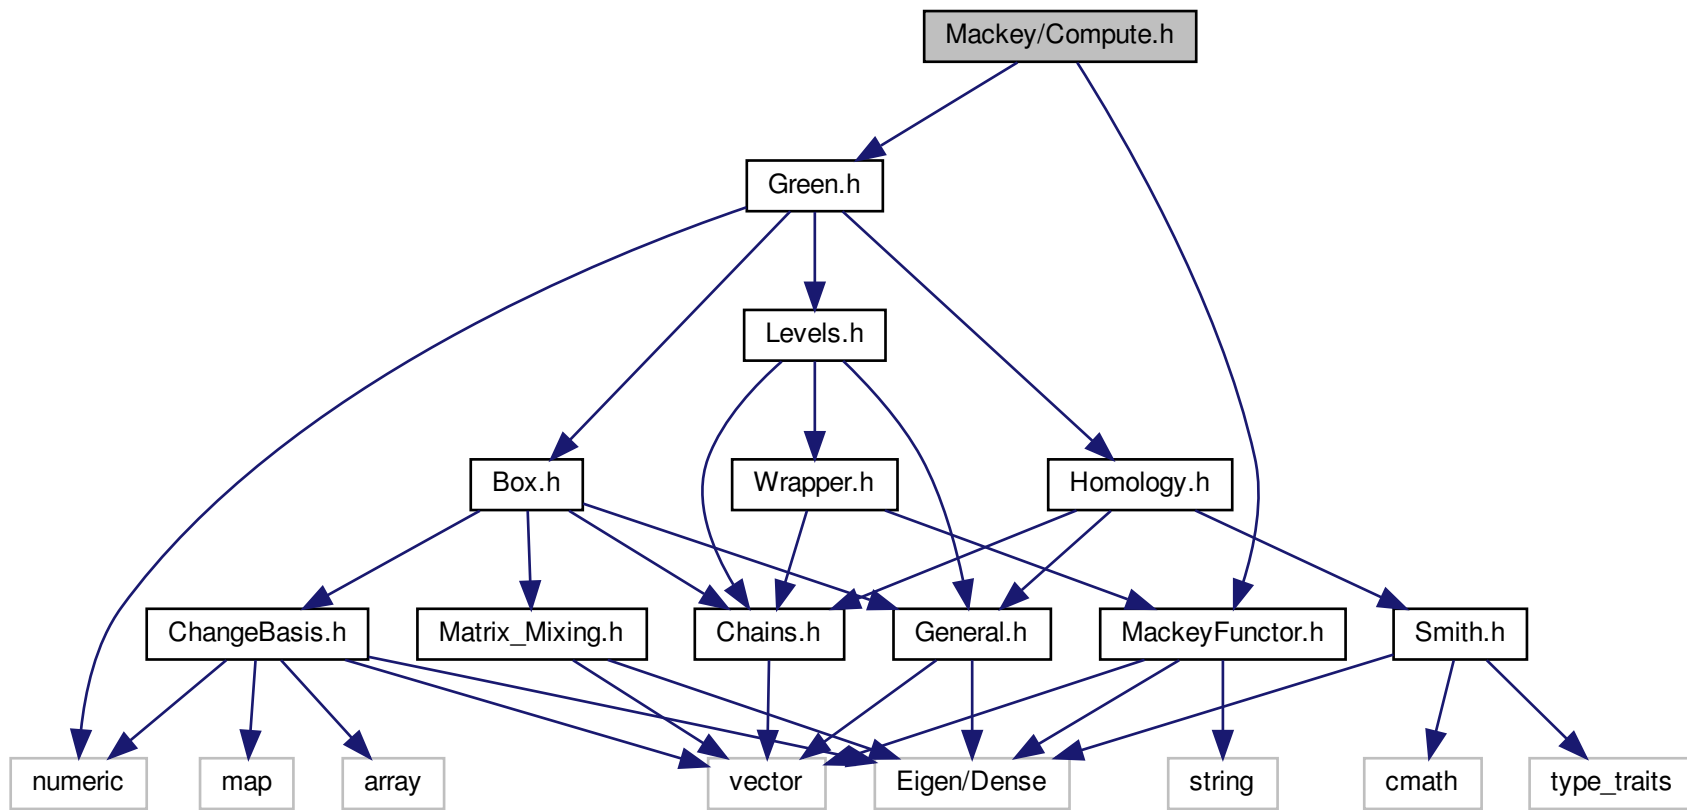 Mackey/Compute.h
Green.h
Levels.h
Box.h
Wrapper.h
Homology.h
ChangeBasis.h
Matrix_Mixing.h
Chains.h
General.h
MackeyFunctor.h
Smith.h
numeric
map
array
vector
Eigen/Dense
string
cmath
type_traits